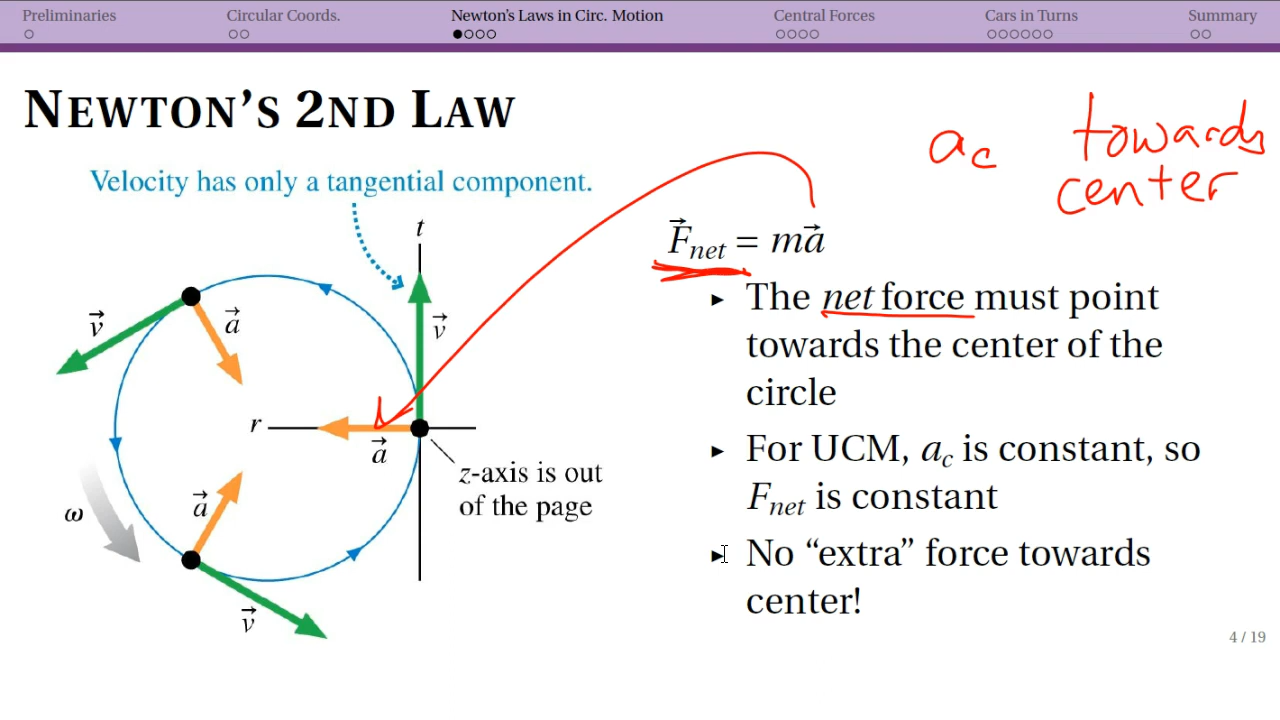 Preliminaries
Circular Coords.
Newton's Laws in Circ. Motion
Central Forces
Cars in Turns
Summary
NEWTON'S 2ND LAW
a_c towards
center
Velocity has only a tangential component.
t
F⃗_net = ma⃗
The net force must point
towards the center of the
circle
For UCM, a_c is constant, so
F_net is constant
No “extra” force towards
center!
v⃗
a⃗
v⃗
r
a⃗
z-axis is out
of the page
a⃗
ω
v⃗
4 / 19